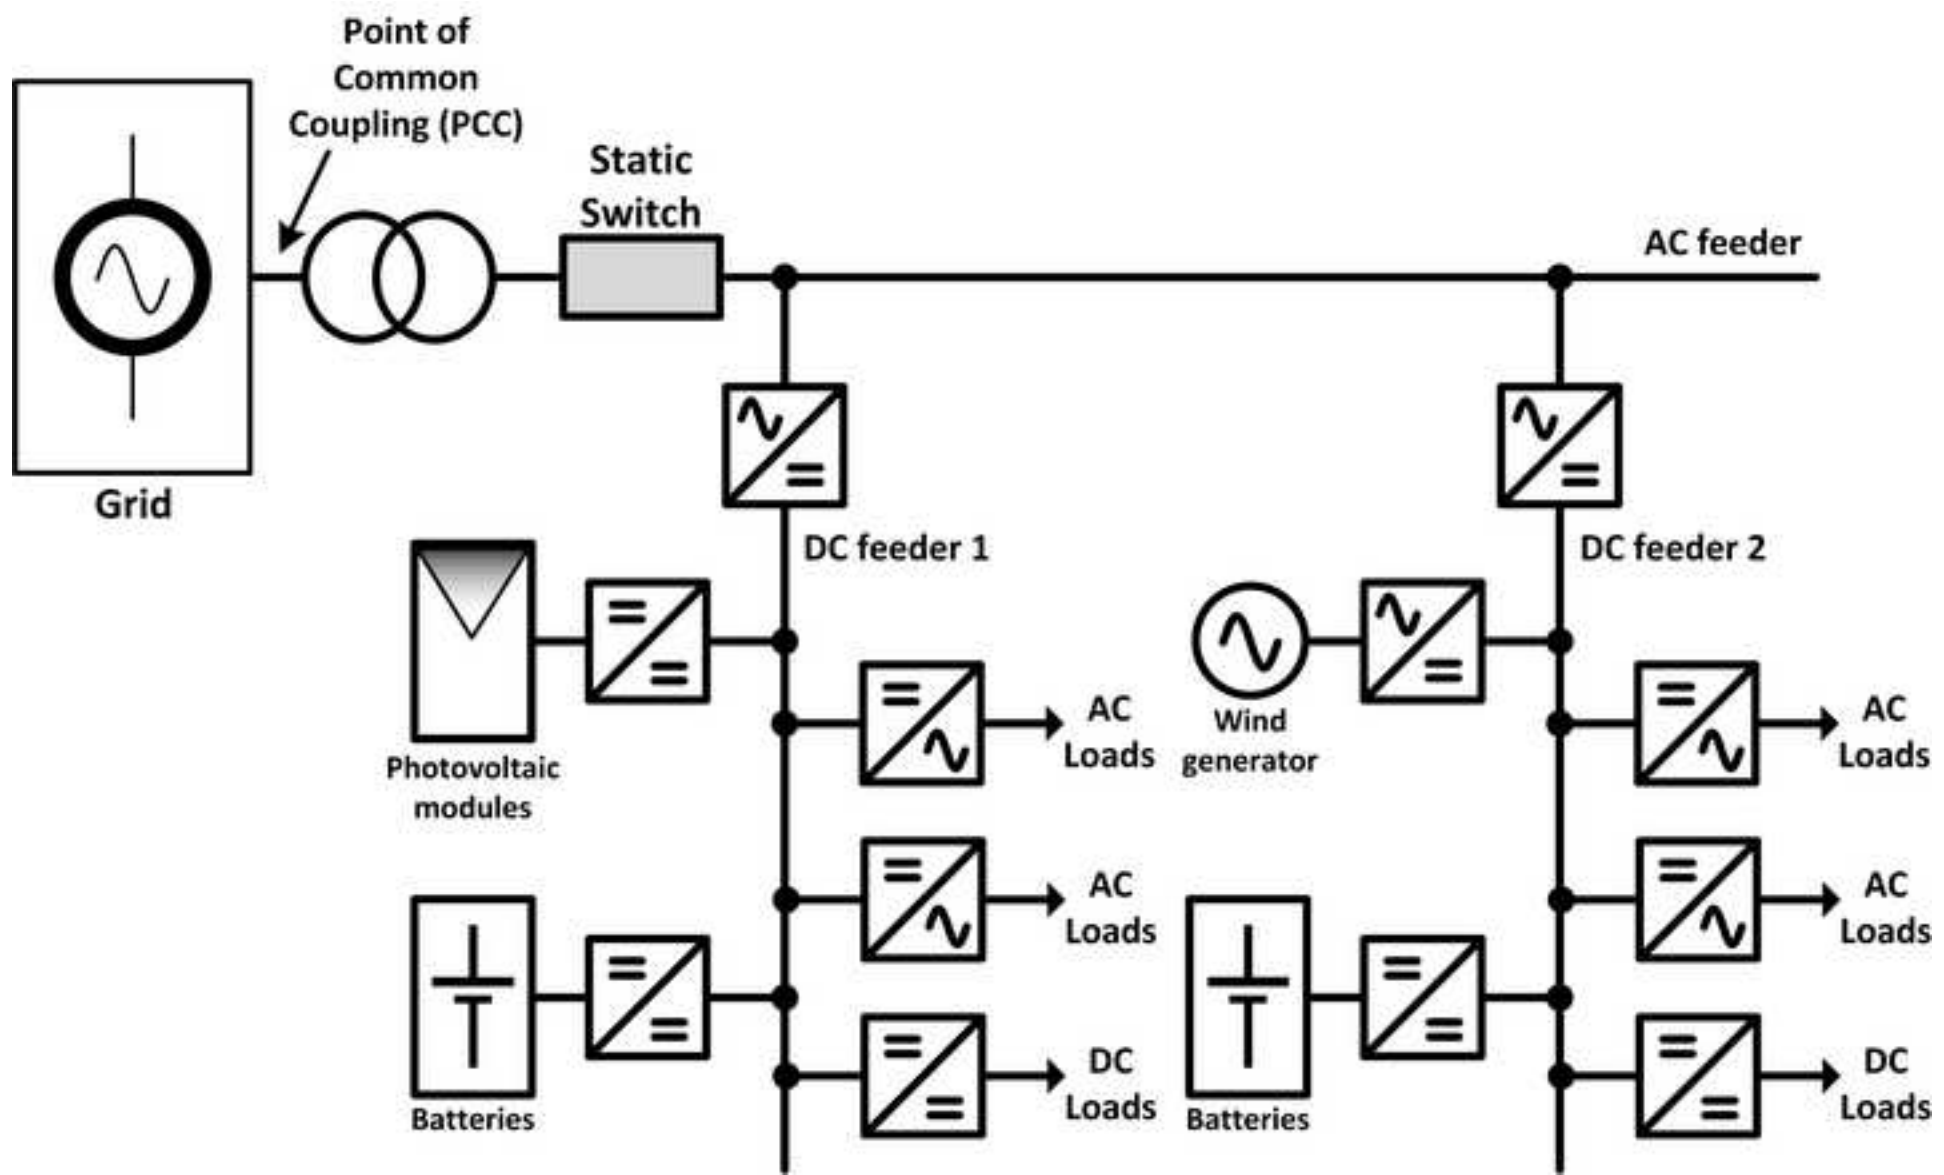 Point of
Common
Coupling (PCC)
Static
Switch
AC feeder
Grid
DC feeder 1
DC feeder 2
Photovoltaic
modules
AC
Loads
Wind
generator
AC
Loads
AC
Loads
AC
Loads
Batteries
DC
Loads
Batteries
DC
Loads